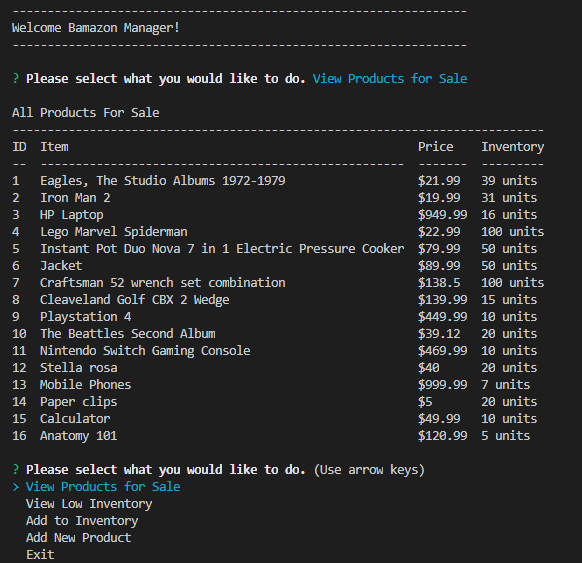 -----------------------------------------------------------------
Welcome Bamazon Manager!
-----------------------------------------------------------------
? Please select what you would like to do. View Products for Sale
All Products For Sale
----------------------------------------------------------------------------
ID  Item                                                  Price    Inventory
--  ----------------------------------------------------  -------  ---------
1   Eagles, The Studio Albums 1972-1979                   $21.99   39 units
2   Iron Man 2                                            $19.99   31 units
3   HP Laptop                                             $949.99  16 units
4   Lego Marvel Spiderman                                 $22.99   100 units
5   Instant Pot Duo Nova 7 in 1 Electric Pressure Cooker  $79.99   50 units
6   Jacket                                                $89.99   50 units
7   Craftsman 52 wrench set combination                   $138.5   100 units
8   Cleaveland Golf CBX 2 Wedge                           $139.99  15 units
9   Playstation 4                                         $449.99  10 units
10  The Beattles Second Album                             $39.12   20 units
11  Nintendo Switch Gaming Console                        $469.99  10 units
12  Stella rosa                                           $40      20 units
13  Mobile Phones                                         $999.99  7 units
14  Paper clips                                           $5       20 units
15  Calculator                                            $49.99   10 units
16  Anatomy 101                                           $120.99  5 units
? Please select what you would like to do. (Use arrow keys)
> View Products for Sale
View Low Inventory
Add to Inventory
Add New Product
Exit